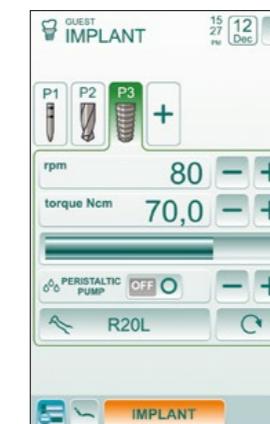 GUEST
IMPLANT
15
27
PM
12
Dec
P1
P2
P3
+
rpm
80
− +
torque Ncm
70,0
− +
PERISTALTIC
PUMP
OFF
− +
R20L
IMPLANT